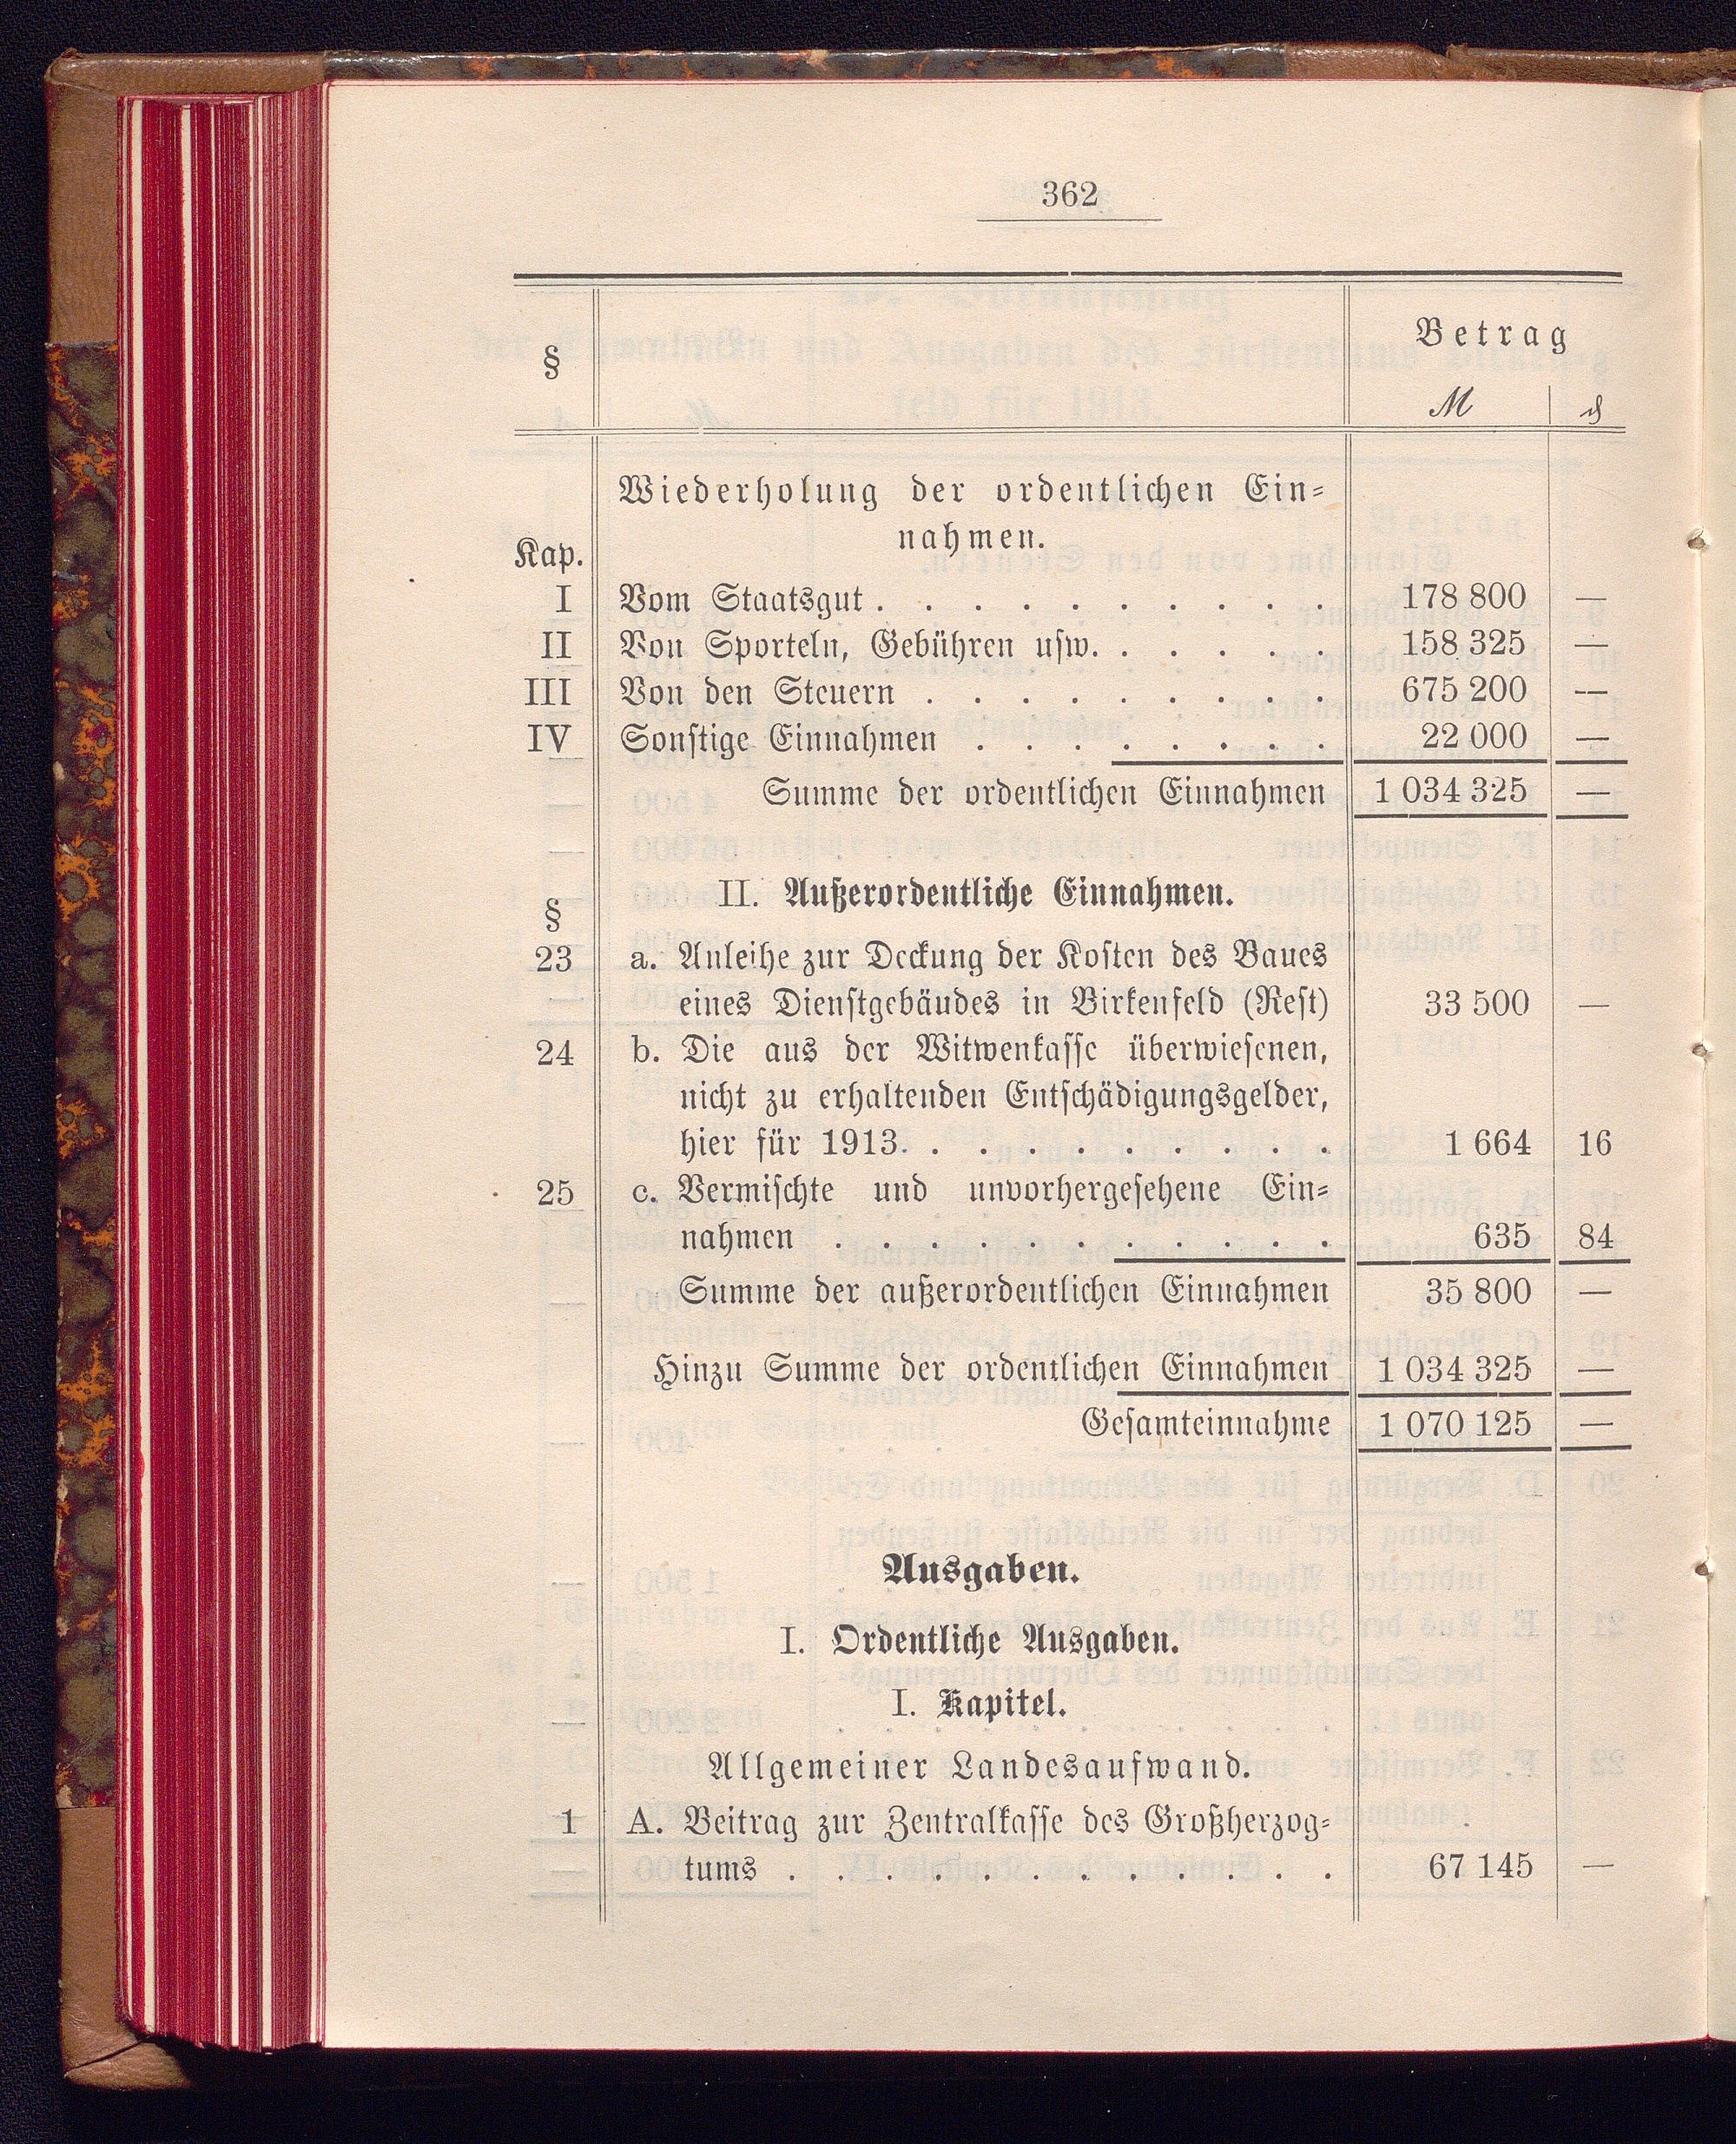 362
§ Betrag
ℳ ₰
Wiederholung der ordentlichen Ein-
nahmen.
Kap.
I Vom Staatsgut . . . . . . . . . . 178 800 —
II Von Sporteln, Gebühren usw. . . . . . 158 325 —
III Von den Steuern . . . . . . . . . 675 200 —
IV Sonstige Einnahmen . . . . . . . . 22 000 —
Summe der ordentlichen Einnahmen 1 034 325 —
II. Außerordentliche Einnahmen.
§
23 a. Anleihe zur Deckung der Kosten des Baues
eines Dienstgebäudes in Birkenfeld (Rest) 33 500 —
24 b. Die aus der Witwenkasse überwiesenen,
nicht zu erhaltenden Entschädigungsgelder,
hier für 1913. . . . . . . . . . 1 664 16
25 c. Vermischte und unvorhergesehene Ein-
nahmen . . . . . . . . . . . 635 84
Summe der außerordentlichen Einnahmen 35 800 —
Hinzu Summe der ordentlichen Einnahmen 1 034 325 —
Gesamteinnahme 1 070 125 —
Ausgaben.
I. Ordentliche Ausgaben.
I. Kapitel.
Allgemeiner Landesaufwand.
1 A. Beitrag zur Zentralkasse des Großherzog-
tums . . . . . . . . . . . . 67 145 —